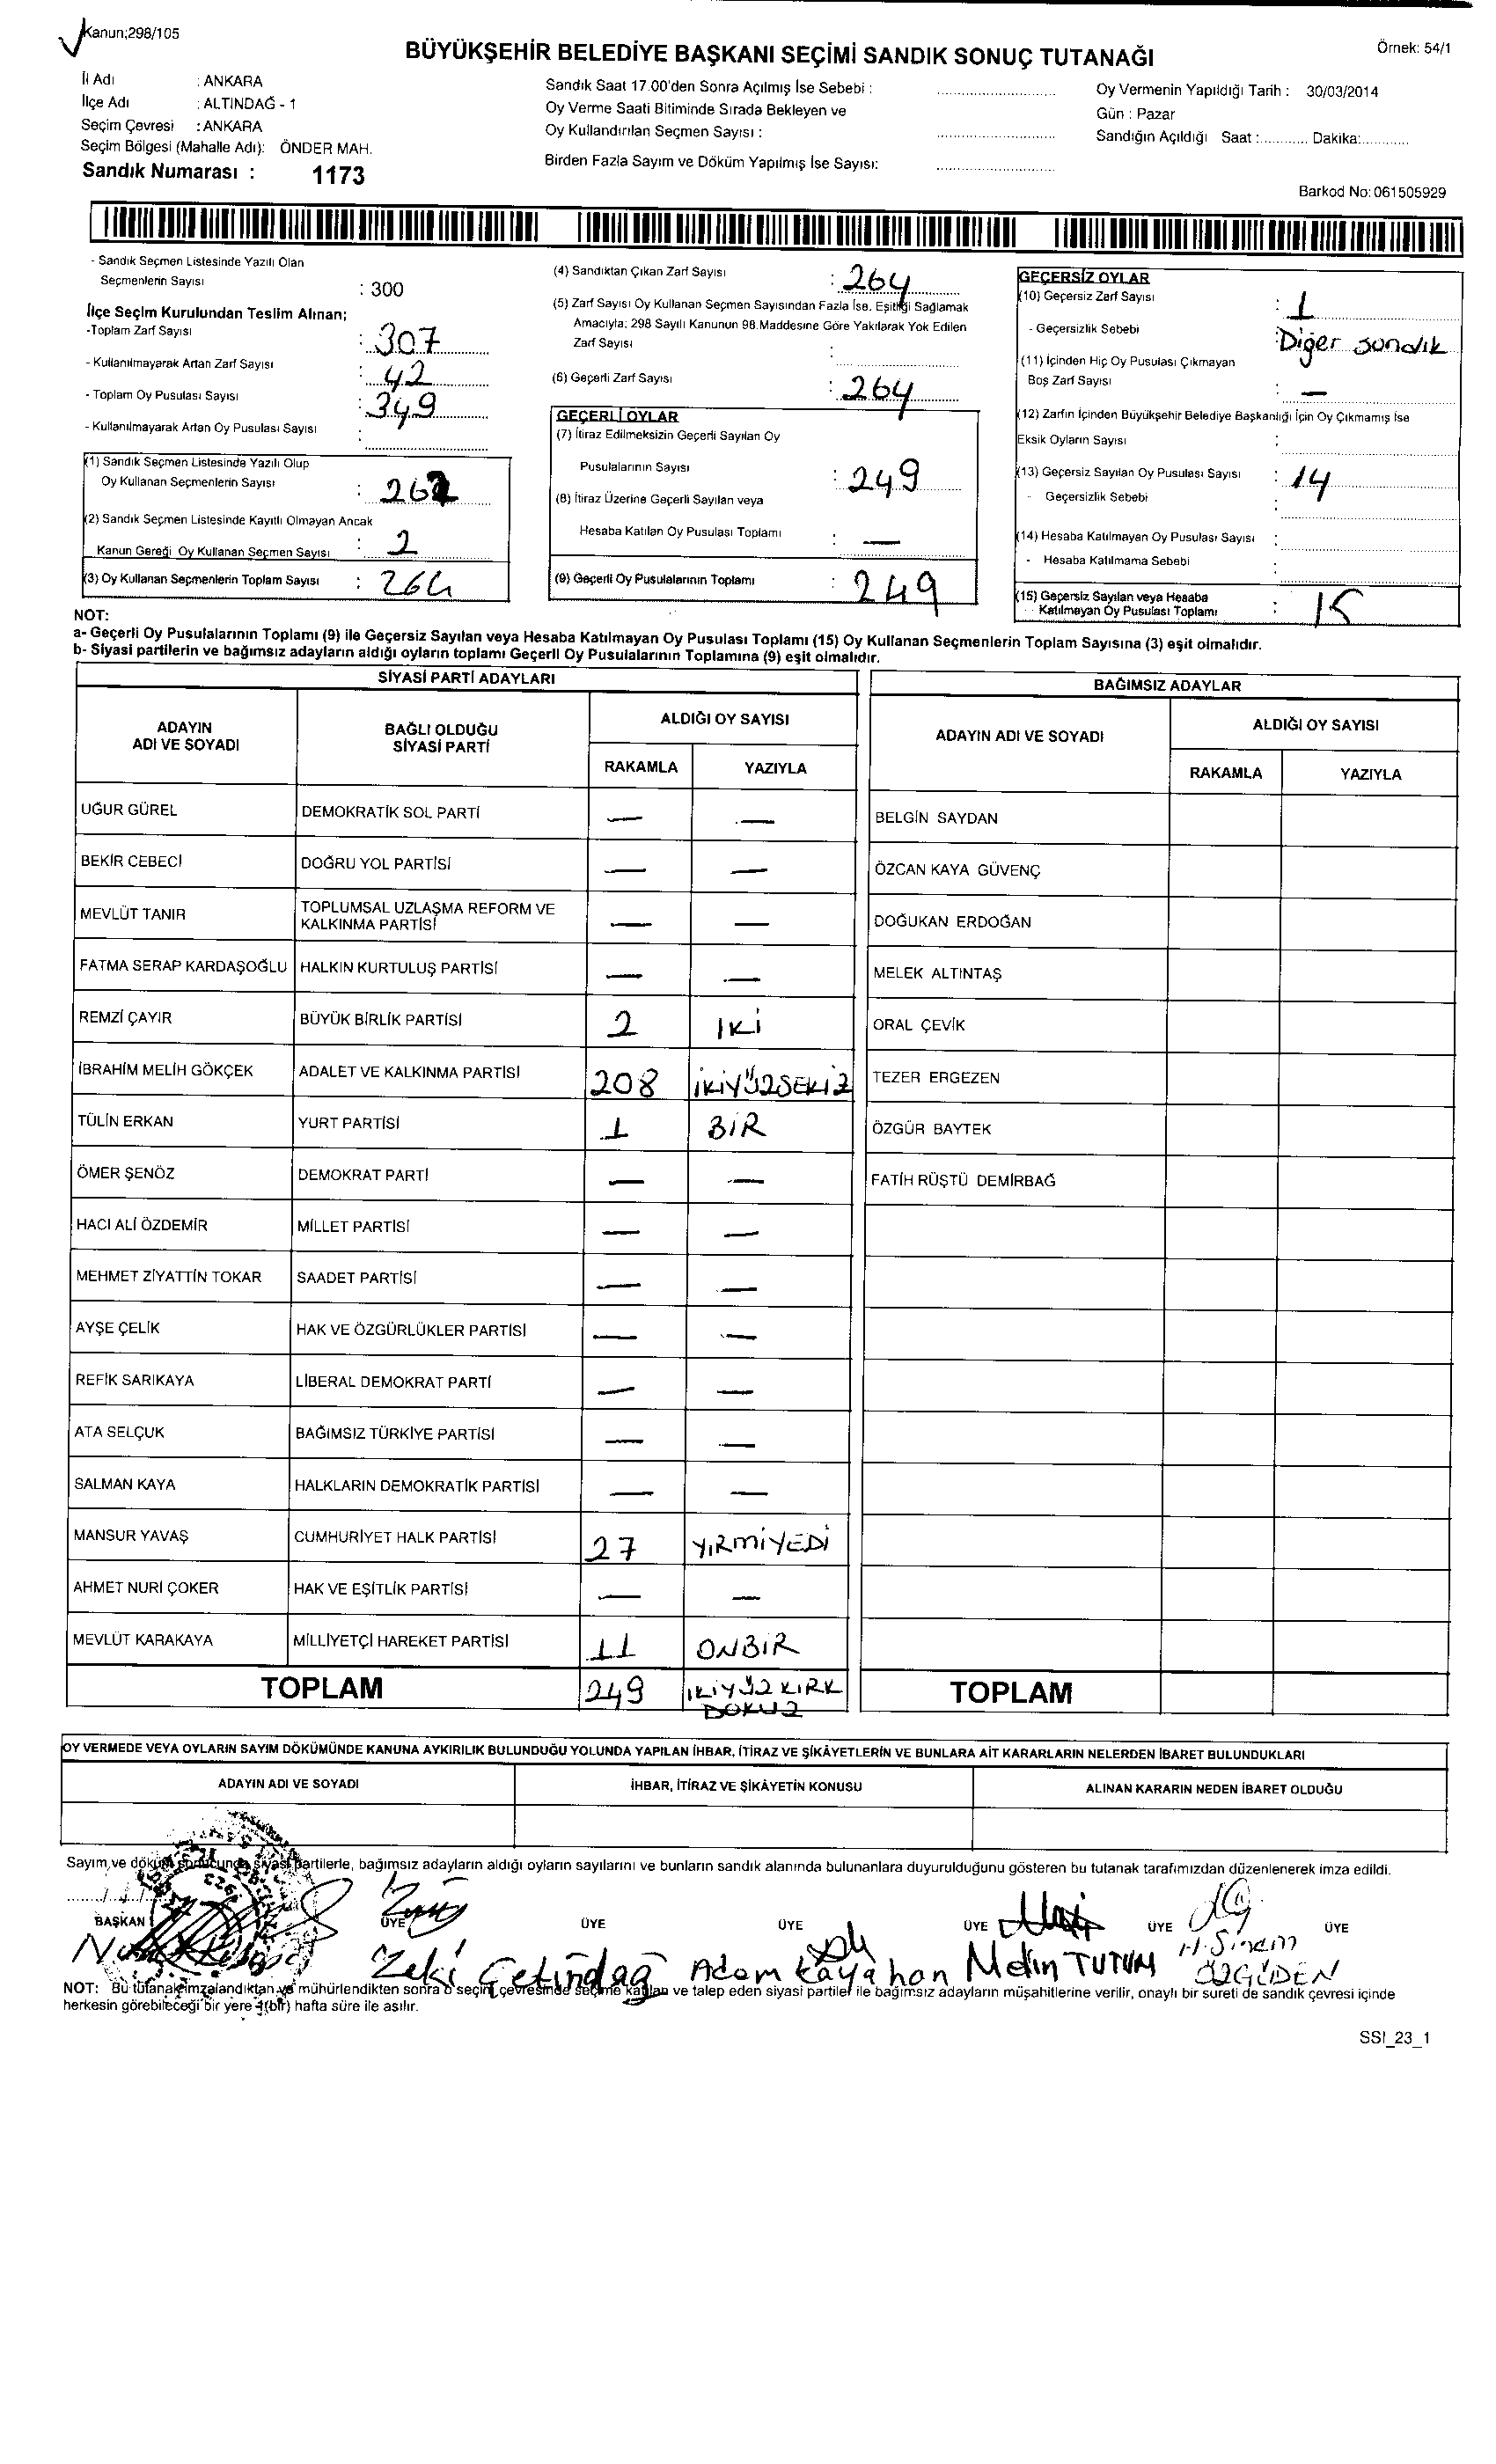 Kanun;298/105
BÜYÜKŞEHİR BELEDİYE BAŞKANI SEÇİMİ SANDIK SONUÇ TUTANAĞI
Örnek: 54/1
İl Adı : ANKARA
İlçe Adı : ALTINDAĞ - 1
Seçim Çevresi : ANKARA
Seçim Bölgesi (Mahalle Adı): ÖNDER MAH.
Sandık Numarası : 1173
Sandık Saat 17.00'den Sonra Açılmış İse Sebebi :
Oy Verme Saati Bitiminde Sırada Bekleyen ve
Oy Kullandırılan Seçmen Sayısı :
Birden Fazla Sayım ve Döküm Yapılmış İse Sayısı:
Oy Vermenin Yapıldığı Tarih : 30/03/2014
Gün : Pazar
Sandığın Açıldığı Saat :............ Dakika:............
Barkod No: 061505929
- Sandık Seçmen Listesinde Yazılı Olan
Seçmenlerin Sayısı : 300
İlçe Seçim Kurulundan Teslim Alınan;
-Toplam Zarf Sayısı : 307
- Kullanılmayarak Artan Zarf Sayısı : 42
- Toplam Oy Pusulası Sayısı : 349
- Kullanılmayarak Artan Oy Pusulası Sayısı :
(1) Sandık Seçmen Listesinde Yazılı Olup
Oy Kullanan Seçmenlerin Sayısı : 262
(2) Sandık Seçmen Listesinde Kayıtlı Olmayan Ancak
Kanun Gereği Oy Kullanan Seçmen Sayısı : 2
(3) Oy Kullanan Seçmenlerin Toplam Sayısı : 264
(4) Sandıktan Çıkan Zarf Sayısı : 264
(5) Zarf Sayısı Oy Kullanan Seçmen Sayısından Fazla İse, Eşitliği Sağlamak
Amacıyla; 298 Sayılı Kanunun 98.Maddesine Göre Yakılarak Yok Edilen
Zarf Sayısı :
(6) Geçerli Zarf Sayısı : 264
GEÇERLİ OYLAR
(7) İtiraz Edilmeksizin Geçerli Sayılan Oy
Pusulalarının Sayısı : 249
(8) İtiraz Üzerine Geçerli Sayılan veya
Hesaba Katılan Oy Pusulası Toplamı : —
(9) Geçerli Oy Pusulalarının Toplamı : 249
GEÇERSİZ OYLAR
(10) Geçersiz Zarf Sayısı : 1
- Geçersizlik Sebebi : Diğer sandık
(11) İçinden Hiç Oy Pusulası Çıkmayan
Boş Zarf Sayısı : —
(12) Zarfın İçinden Büyükşehir Belediye Başkanlığı İçin Oy Çıkmamış İse
Eksik Oyların Sayısı :
(13) Geçersiz Sayılan Oy Pusulası Sayısı : 14
- Geçersizlik Sebebi :
(14) Hesaba Katılmayan Oy Pusulası Sayısı :
- Hesaba Katılmama Sebebi :
(15) Geçersiz Sayılan veya Hesaba
Katılmayan Oy Pusulası Toplamı : 15
NOT:
a- Geçerli Oy Pusulalarının Toplamı (9) ile Geçersiz Sayılan veya Hesaba Katılmayan Oy Pusulası Toplamı (15) Oy Kullanan Seçmenlerin Toplam Sayısına (3) eşit olmalıdır.
b- Siyasi partilerin ve bağımsız adayların aldığı oyların toplamı Geçerli Oy Pusulalarının Toplamına (9) eşit olmalıdır.
SİYASİ PARTİ ADAYLARI
ADAYIN ADI VE SOYADI BAĞLI OLDUĞU SİYASİ PARTİ ALDIĞI OY SAYISI
RAKAMLA YAZIYLA
UĞUR GÜREL DEMOKRATİK SOL PARTİ — —
BEKİR CEBECİ DOĞRU YOL PARTİSİ — —
MEVLÜT TANIR TOPLUMSAL UZLAŞMA REFORM VE KALKINMA PARTİSİ — —
FATMA SERAP KARDAŞOĞLU HALKIN KURTULUŞ PARTİSİ — —
REMZİ ÇAYIR BÜYÜK BİRLİK PARTİSİ 2 İKİ
İBRAHİM MELİH GÖKÇEK ADALET VE KALKINMA PARTİSİ 208 İKİYÜZSEKİZ
TÜLİN ERKAN YURT PARTİSİ 1 BİR
ÖMER ŞENÖZ DEMOKRAT PARTİ — —
HACI ALİ ÖZDEMİR MİLLET PARTİSİ — —
MEHMET ZİYATTİN TOKAR SAADET PARTİSİ — —
AYŞE ÇELİK HAK VE ÖZGÜRLÜKLER PARTİSİ — —
REFİK SARIKAYA LİBERAL DEMOKRAT PARTİ — —
ATA SELÇUK BAĞIMSIZ TÜRKİYE PARTİSİ — —
SALMAN KAYA HALKLARIN DEMOKRATİK PARTİSİ — —
MANSUR YAVAŞ CUMHURİYET HALK PARTİSİ 27 YIRMİYEDİ
AHMET NURİ ÇOKER HAK VE EŞİTLİK PARTİSİ — —
MEVLÜT KARAKAYA MİLLİYETÇİ HAREKET PARTİSİ 11 ONBİR
TOPLAM 249 İKİYÜZ KIRK DOKUZ
BAĞIMSIZ ADAYLAR
ADAYIN ADI VE SOYADI ALDIĞI OY SAYISI
RAKAMLA YAZIYLA
BELGİN SAYDAN
ÖZCAN KAYA GÜVENÇ
DOĞUKAN ERDOĞAN
MELEK ALTINTAŞ
ORAL ÇEVİK
TEZER ERGEZEN
ÖZGÜR BAYTEK
FATİH RÜŞTÜ DEMİRBAĞ
TOPLAM
OY VERMEDE VEYA OYLARIN SAYIM DÖKÜMÜNDE KANUNA AYKIRILIK BULUNDUĞU YOLUNDA YAPILAN İHBAR, İTİRAZ VE ŞİKÂYETLERİN VE BUNLARA AİT KARARLARIN NELERDEN İBARET BULUNDUKLARI
ADAYIN ADI VE SOYADI İHBAR, İTİRAZ VE ŞİKÂYETİN KONUSU ALINAN KARARIN NEDEN İBARET OLDUĞU
Sayım ve döküm sonucunda siyasi partilerle, bağımsız adayların aldığı oyların sayılarını ve bunların sandık alanında bulunanlara duyurulduğunu gösteren bu tutanak tarafımızdan düzenlenerek imza edildi.
BAŞKAN ÜYE ÜYE ÜYE ÜYE ÜYE ÜYE
Zeki Çetindağ Adem Kayahan Metin TUTUM H. Sinem ÖZGİDEN
NOT: Bu tutanak imzalandıktan ve mühürlendikten sonra o seçim çevresinde seçime katılan ve talep eden siyasi partiler ile bağımsız adayların müşahitlerine verilir, onaylı bir sureti de sandık çevresi içinde
herkesin görebileceği bir yere 1(bir) hafta süre ile asılır.
SSI_23_1